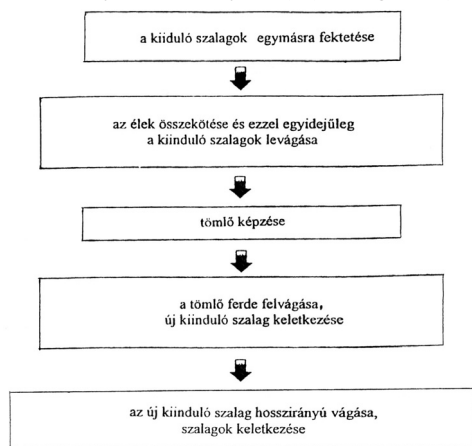 a kiiduló szalagok egymásra fektetése
az élek összekötése és ezzel egyidejűleg
a kiinduló szalagok levágása
tömlő képzése
a tömlő ferde felvágása,
új kiinduló szalag keletkezése
az új kiinduló szalag hosszirányú vágása,
szalagok keletkezése